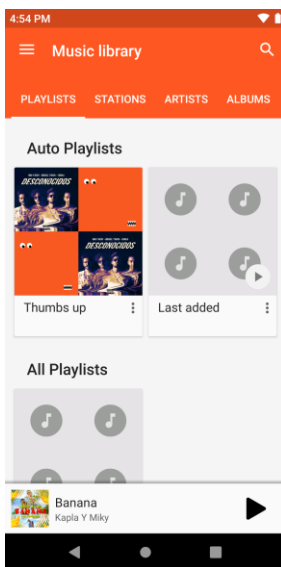 4:54 PM
Music library
PLAYLISTS STATIONS ARTISTS ALBUMS
Auto Playlists
DESCONOCIDOS
DESCONOCIDOS
Thumbs up
Last added
All Playlists
Banana
Kapla Y Miky